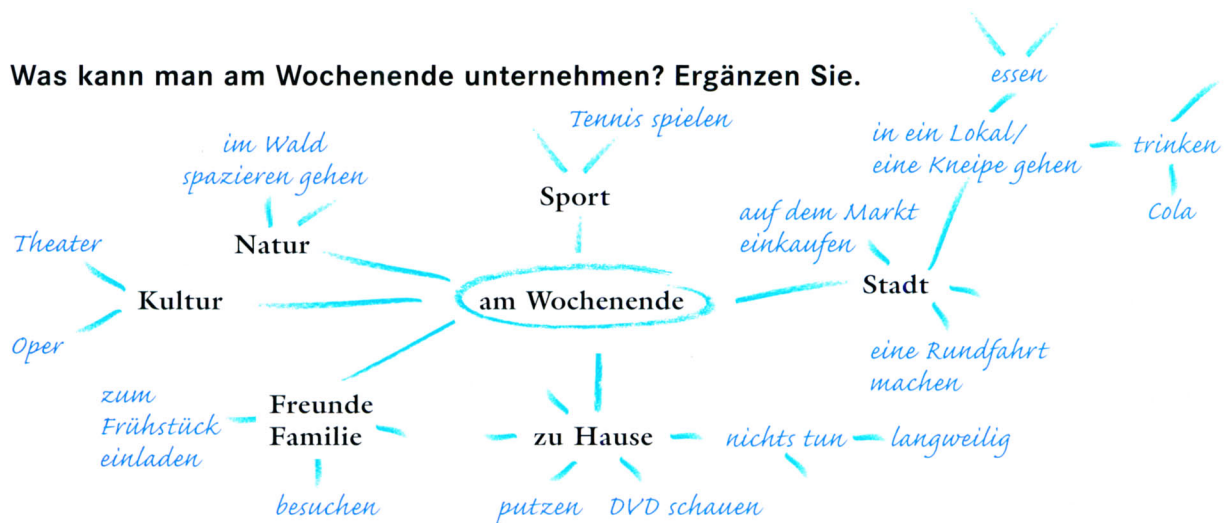 Was kann man am Wochenende unternehmen? Ergänzen Sie.
essen
Tennis spielen
in ein Lokal/
eine Kneipe gehen
trinken
Cola
im Wald
spazieren gehen
Sport
auf dem Markt
einkaufen
Natur
Theater
Kultur
Oper
am Wochenende
Stadt
eine Rundfahrt
machen
zum
Frühstück
einladen
Freunde
Familie
besuchen
zu Hause
nichts tun
langweilig
putzen
DVD schauen